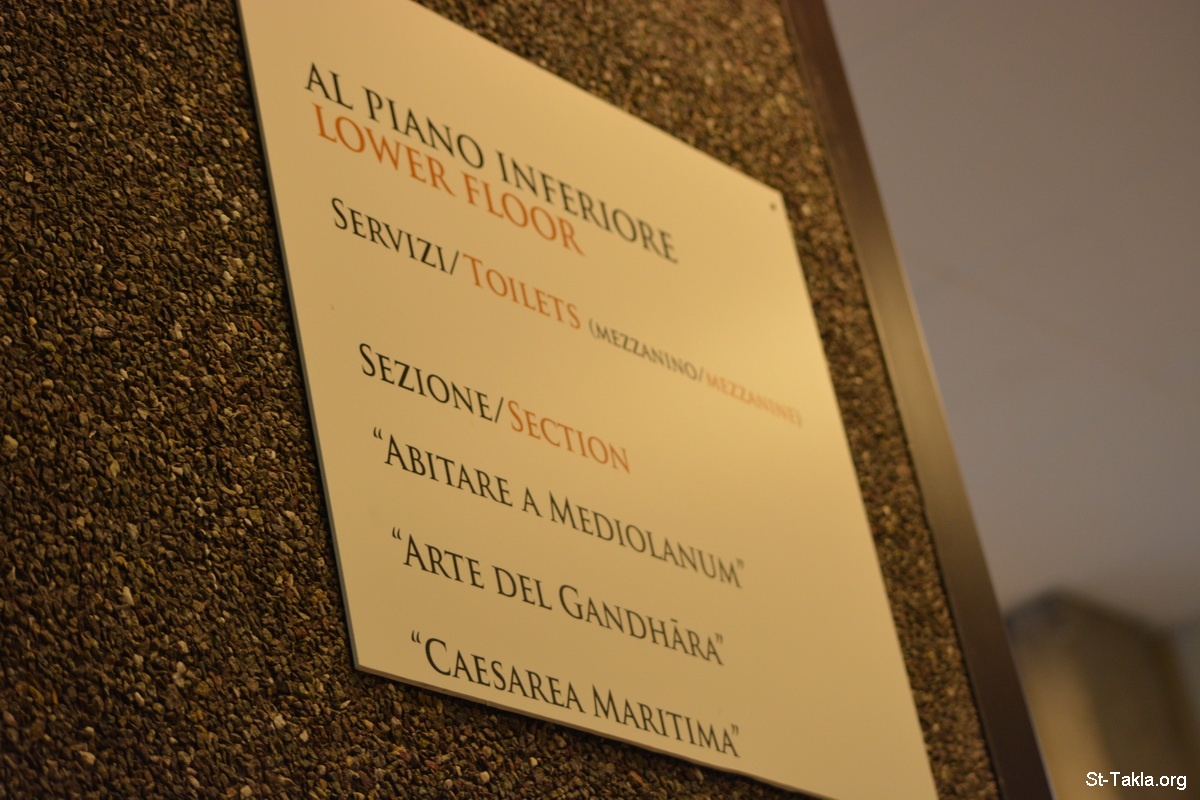 AL PIANO INFERIORE
LOWER FLOOR
SERVIZI/TOILETS (MEZZANINO/MEZZANINE)
SEZIONE/SECTION
“ABITARE A MEDIOLANUM”
“ARTE DEL GANDHĀRA”
“CAESAREA MARITIMA”
St-Takla.org